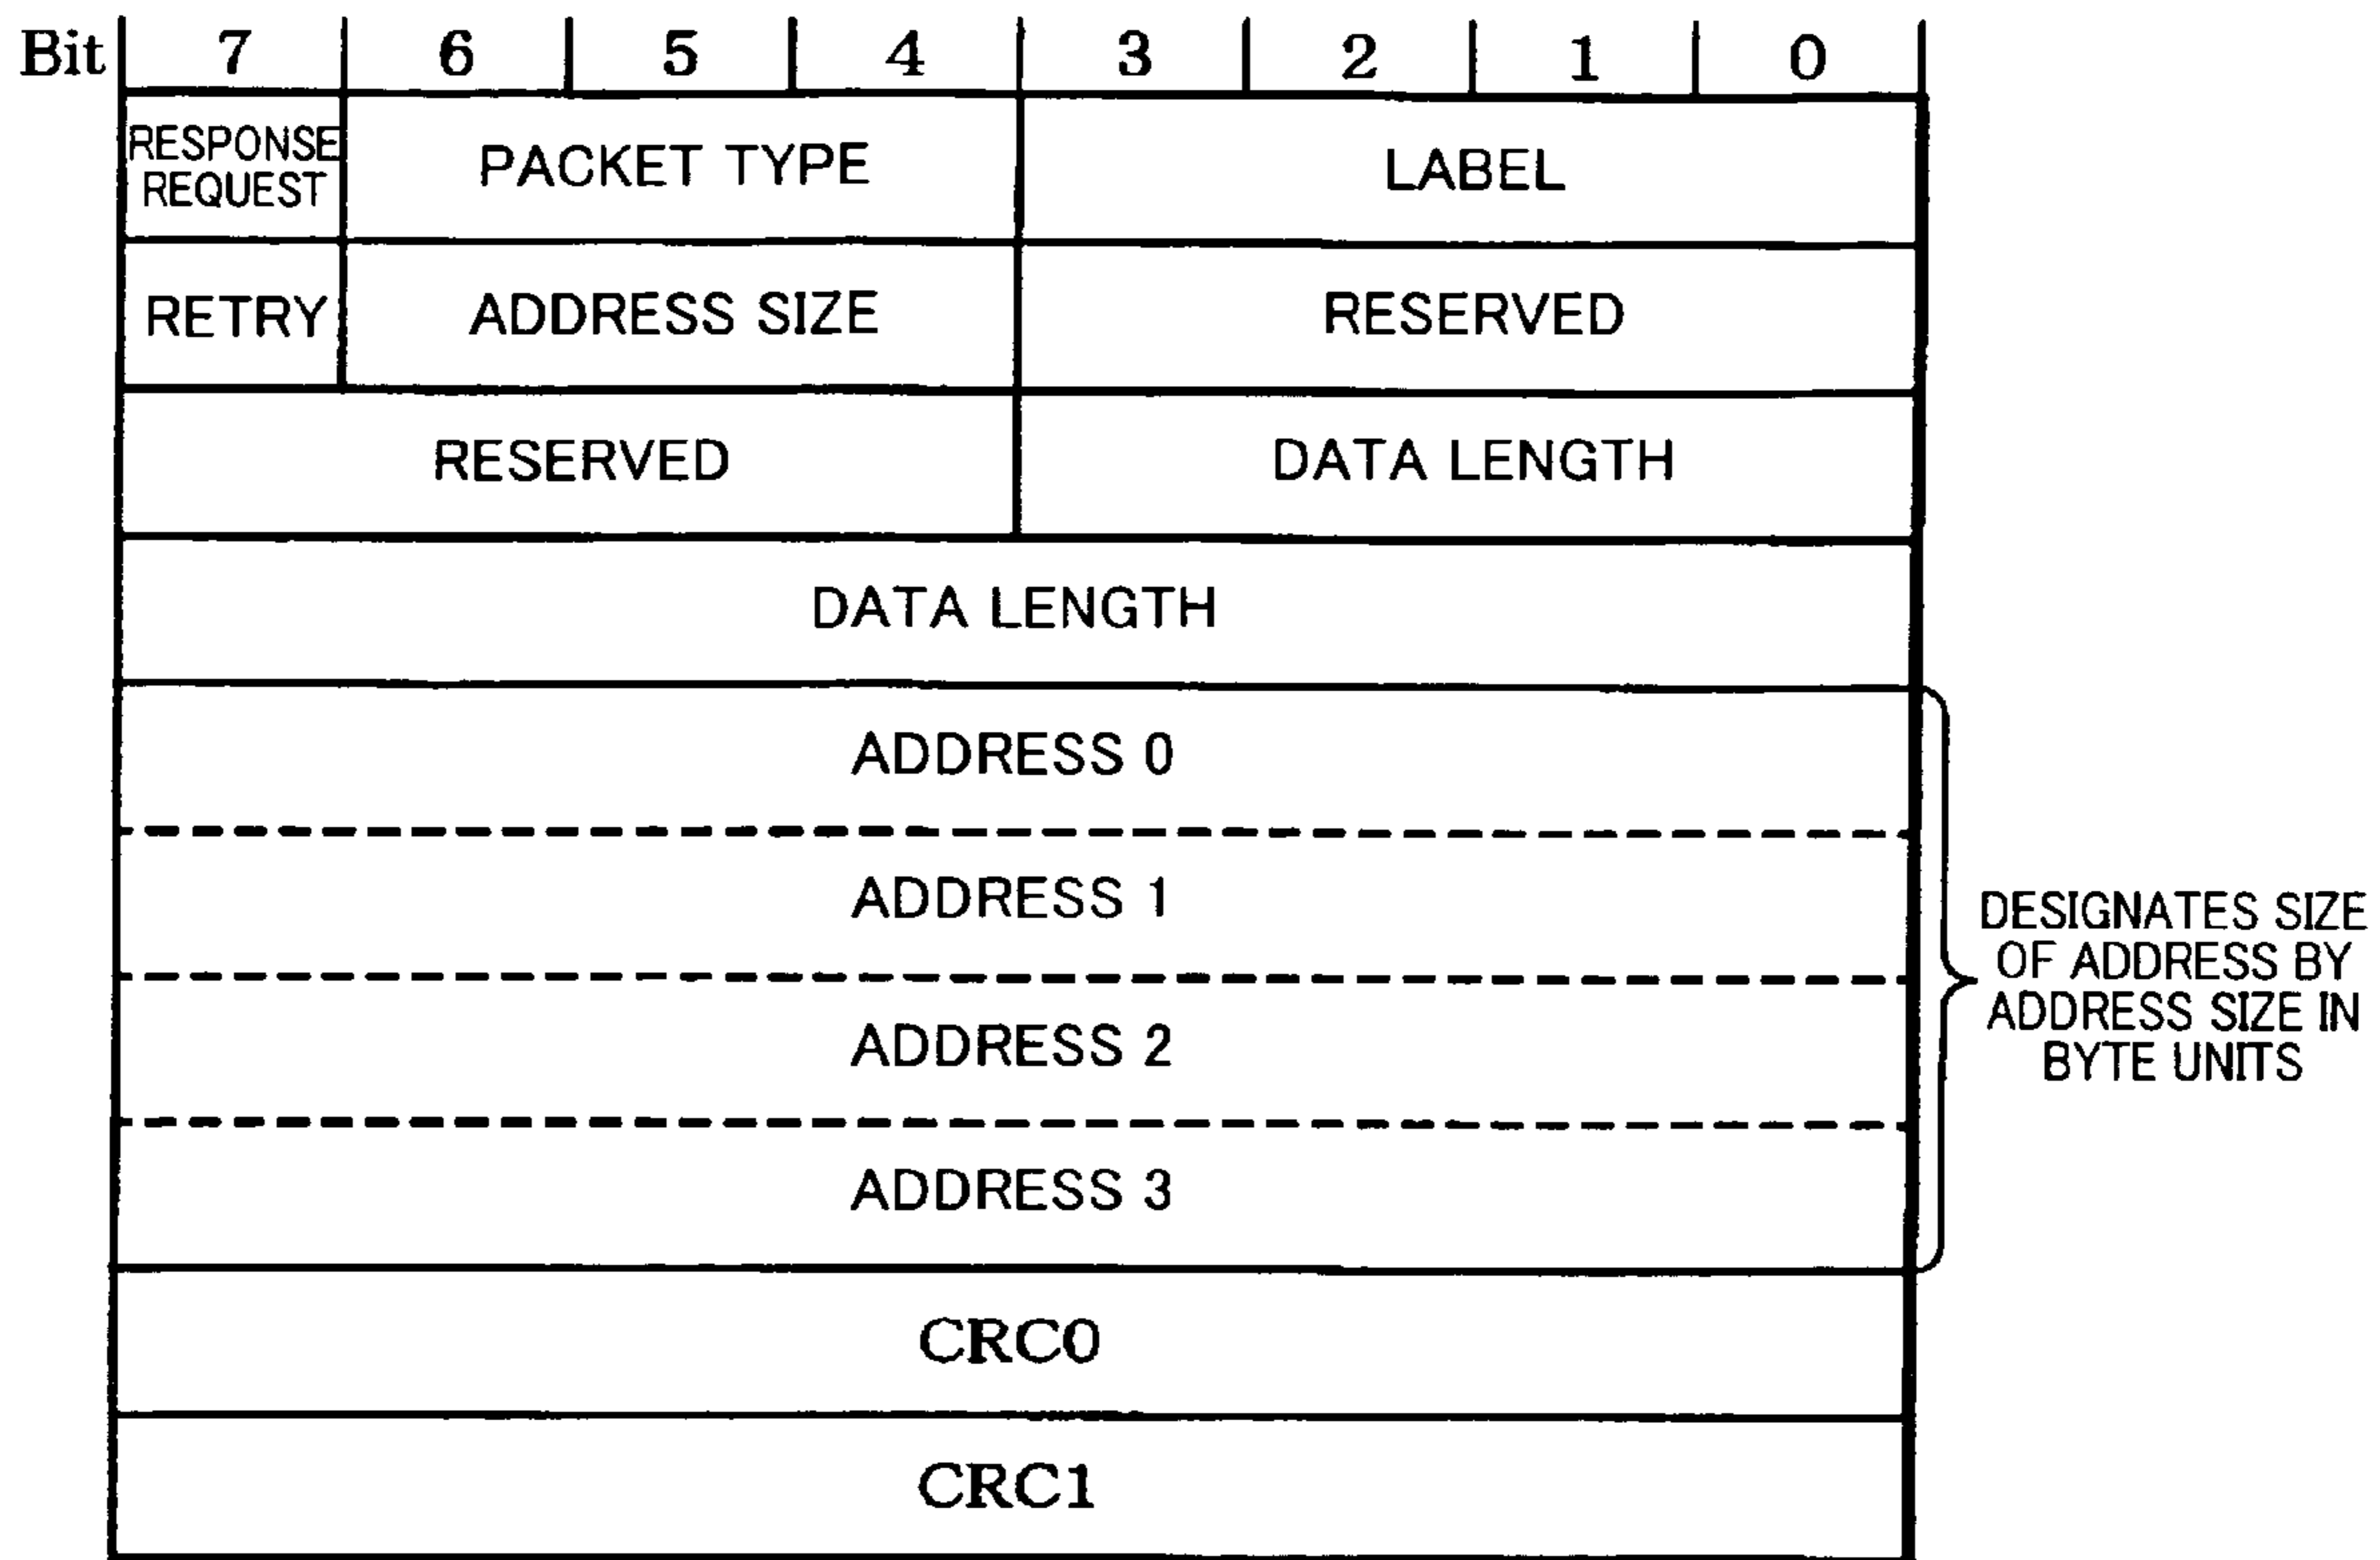 Bit 7 6 5 4 3 2 1 0
RESPONSE
REQUEST
PACKET TYPE
LABEL
RETRY
ADDRESS SIZE
RESERVED
RESERVED
DATA LENGTH
DATA LENGTH
ADDRESS 0
ADDRESS 1
ADDRESS 2
ADDRESS 3
DESIGNATES SIZE
OF ADDRESS BY
ADDRESS SIZE IN
BYTE UNITS
CRC0
CRC1